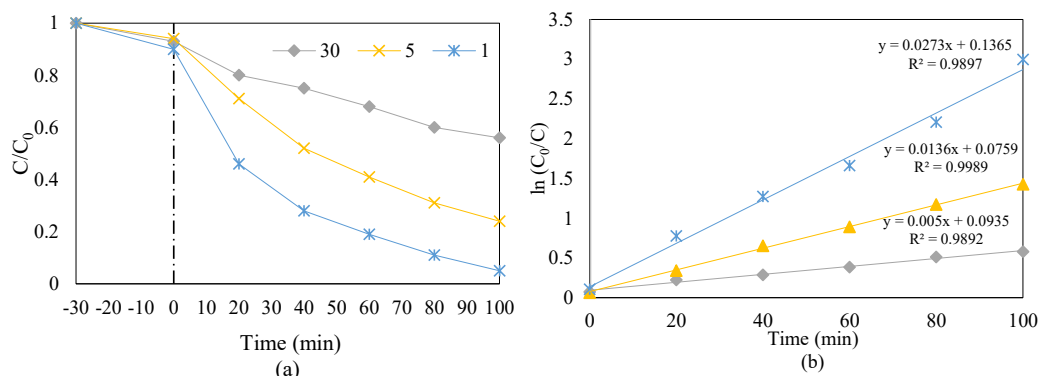 1
0.8
0.6
0.4
0.2
0
-30 -20 -10 0 10 20 30 40 50 60 70 80 90 100
C/C0
Time (min)
30 5 1
(a)
3.5
3
2.5
2
1.5
1
0.5
0
0 20 40 60 80 100
ln (C0/C)
Time (min)
y = 0.0273x + 0.1365
R² = 0.9897
y = 0.0136x + 0.0759
R² = 0.9989
y = 0.005x + 0.0935
R² = 0.9892
(b)